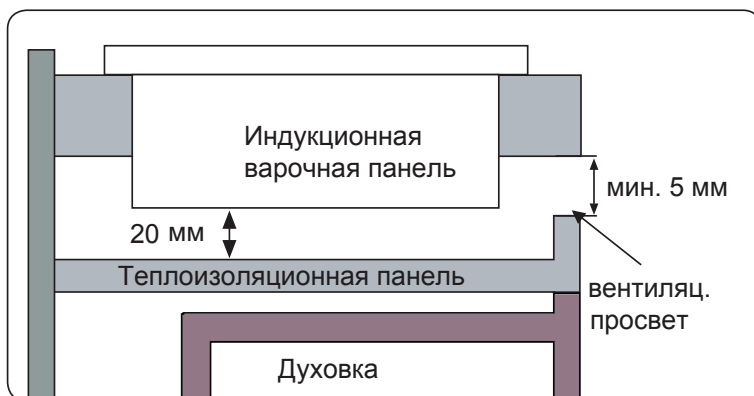 Индукционная
варочная панель
мин. 5 мм
20 мм
Теплоизоляционная панель
вентиляц.
просвет
Духовка